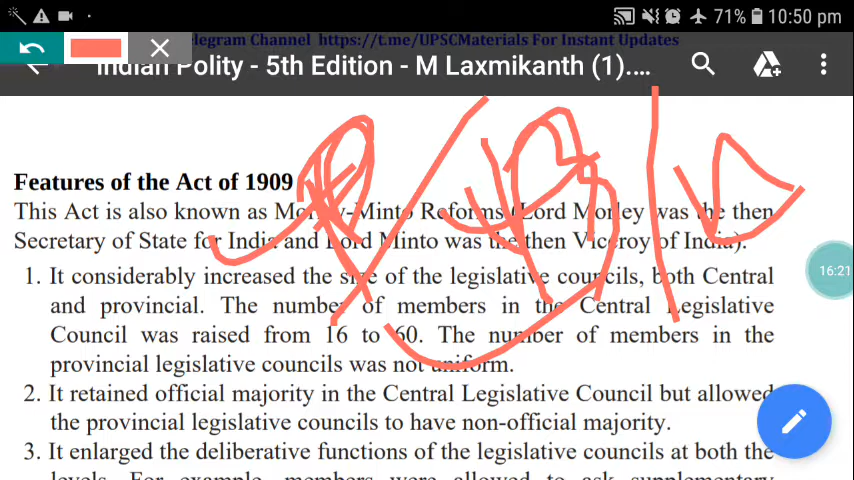 71% 10:50 pm
elegram Channel https://t.me/UPSCMaterials For Instant Updates
Indian Polity - 5th Edition - M Laxmikanth (1)....
Features of the Act of 1909
This Act is also known as Morley-Minto Reforms (Lord Morley was the then
Secretary of State for India and Lord Minto was the then Viceroy of India).
1. It considerably increased the size of the legislative councils, both Central
and provincial. The number of members in the Central Legislative
Council was raised from 16 to 60. The number of members in the
provincial legislative councils was not uniform.
2. It retained official majority in the Central Legislative Council but allowed
the provincial legislative councils to have non-official majority.
3. It enlarged the deliberative functions of the legislative councils at both the
levels. For example, members were allowed to ask supplementary
16:21